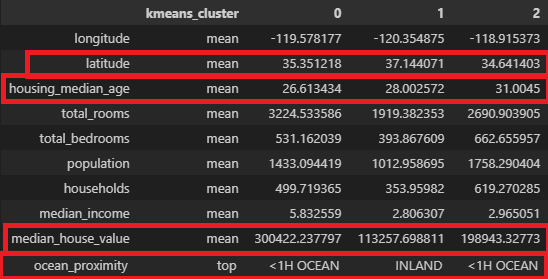 kmeans_cluster 0 1 2
longitude mean -119.578177 -120.354875 -118.915373
latitude mean 35.351218 37.144071 34.641403
housing_median_age mean 26.613434 28.002572 31.0045
total_rooms mean 3224.533586 1919.382353 2690.903905
total_bedrooms mean 531.162039 393.867609 662.655957
population mean 1433.094419 1012.958695 1758.290404
households mean 499.719365 353.95982 619.270285
median_income mean 5.832559 2.806307 2.965051
median_house_value mean 300422.237797 113257.698811 198943.32773
ocean_proximity top <1H OCEAN INLAND <1H OCEAN